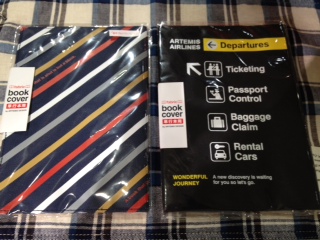 book
cover
book
cover
ARTEMIS
AIRLINES
Departures
Ticketing
Passport
Control
Baggage
Claim
Rental
Cars
WONDERFUL
JOURNEY
A new discovery is waiting
for you so let's go.